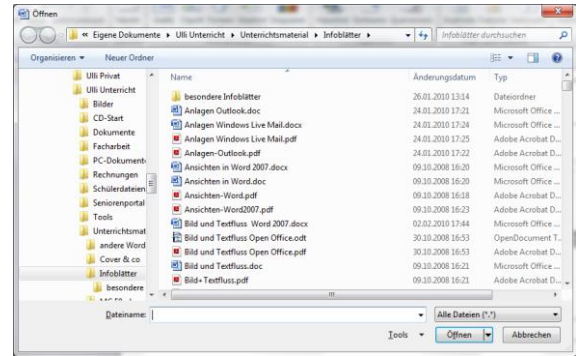 Öffnen
« Eigene Dokumente ▸ Ulli Unterricht ▸ Unterrichtsmaterial ▸ Infoblätter ▸ Infoblätter durchsuchen
Organisieren Neuer Ordner
Ulli Privat
Ulli Unterricht
Bilder
CD-Start
Dokumente
Facharbeit
PC-Dokument
Rechnungen
Schülerdateien
Seniorenportal
Tools
Unterrichtsmat
andere Word
Cover & co
Infoblätter
besondere
Name Änderungsdatum Typ
besondere Infoblätter 26.01.2010 13:14 Dateiordner
Anlagen Outlook.doc 24.01.2010 17:21 Microsoft Office ...
Anlagen Windows Live Mail.docx 24.01.2010 17:24 Microsoft Office ...
Anlagen Windows Live Mail.pdf 24.01.2010 17:25 Adobe Acrobat D...
Anlagen-Outlook.pdf 24.01.2010 17:22 Adobe Acrobat D...
Ansichten in Word 2007.docx 09.10.2008 16:20 Microsoft Office ...
Ansichten in Word.doc 09.10.2008 16:20 Microsoft Office ...
Ansichten-Word.pdf 09.10.2008 16:18 Adobe Acrobat D...
Ansichten-Word2007.pdf 09.10.2008 16:23 Adobe Acrobat D...
Bild und Textfluss Word 2007.docx 02.02.2010 17:44 Microsoft Office ...
Bild und Textfluss Open Office.odt 30.10.2008 16:53 OpenDocument T...
Bild und Textfluss Open Office.pdf 30.10.2008 16:53 Adobe Acrobat D...
Bild und Textfluss.doc 09.10.2008 16:21 Microsoft Office ...
Bild+Textfluss.pdf 09.10.2008 16:21 Adobe Acrobat D...
Dateiname: Alle Dateien (*.*)
Tools Öffnen Abbrechen